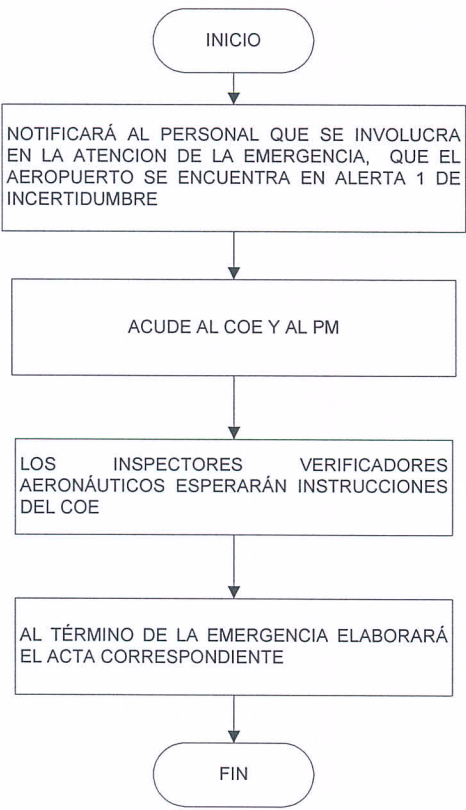 INICIO
NOTIFICARÁ AL PERSONAL QUE SE INVOLUCRA
EN LA ATENCION DE LA EMERGENCIA, QUE EL
AEROPUERTO SE ENCUENTRA EN ALERTA 1 DE
INCERTIDUMBRE
ACUDE AL COE Y AL PM
LOS INSPECTORES VERIFICADORES
AERONÁUTICOS ESPERARÁN INSTRUCCIONES
DEL COE
AL TÉRMINO DE LA EMERGENCIA ELABORARÁ
EL ACTA CORRESPONDIENTE
FIN